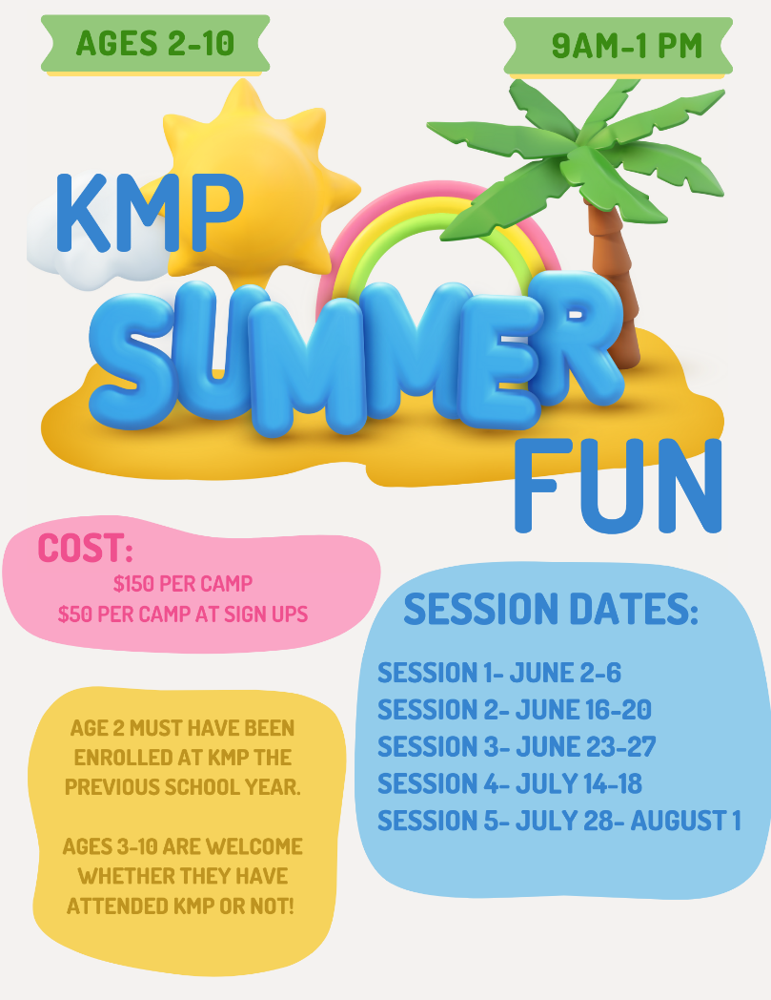 AGES 2-10
9AM-1 PM
KMP
SUMMER
FUN
COST:
$150 PER CAMP
$50 PER CAMP AT SIGN UPS
SESSION DATES:
SESSION 1- JUNE 2-6
SESSION 2- JUNE 16-20
SESSION 3- JUNE 23-27
SESSION 4- JULY 14-18
SESSION 5- JULY 28- AUGUST 1
AGE 2 MUST HAVE BEEN
ENROLLED AT KMP THE
PREVIOUS SCHOOL YEAR.
AGES 3-10 ARE WELCOME
WHETHER THEY HAVE
ATTENDED KMP OR NOT!